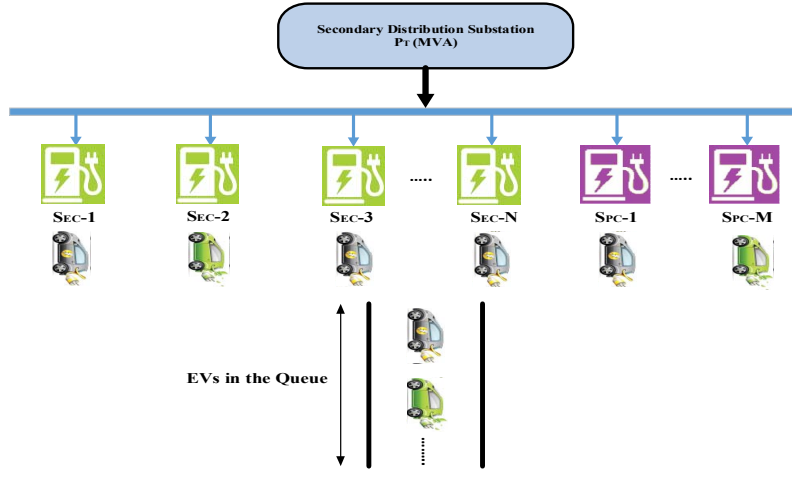 Secondary Distribution Substation
PT (MVA)
SEC-1
SEC-2
SEC-3
.....
SEC-N
SPC-1
.....
SPC-M
EVs in the Queue
......